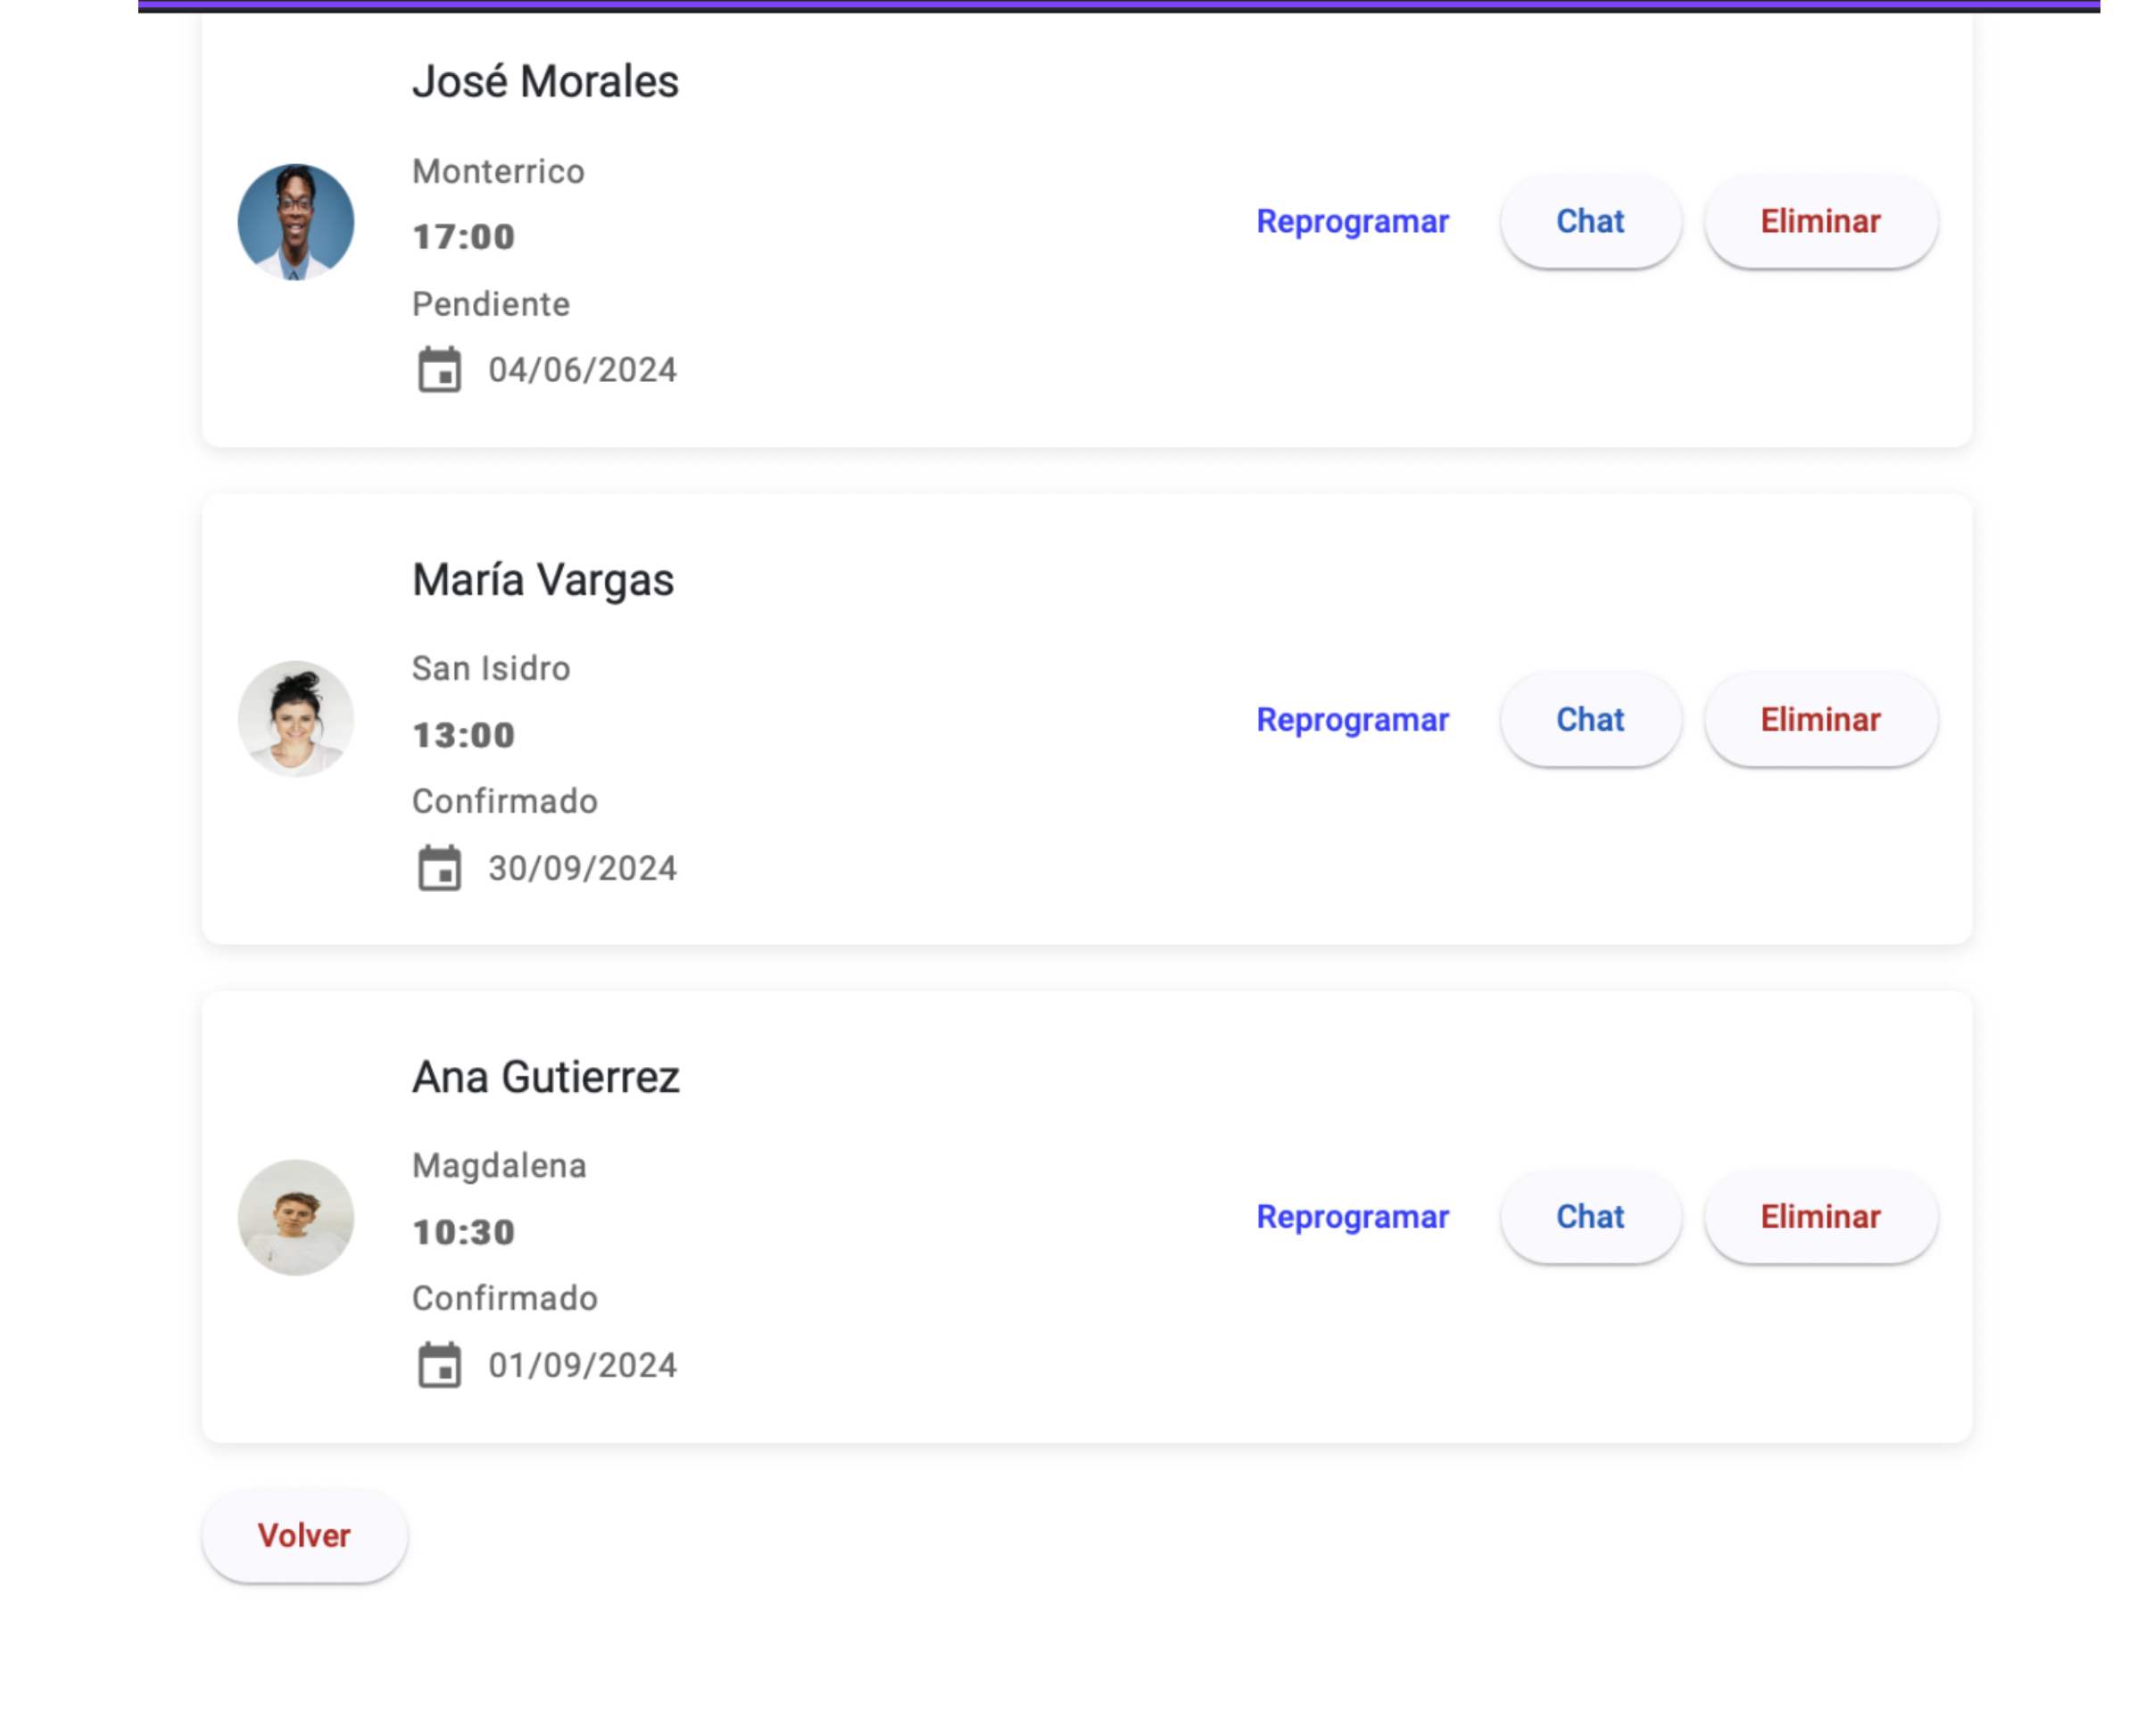 José Morales
Monterrico
17:00
Pendiente
04/06/2024
Reprogramar
Chat
Eliminar
María Vargas
San Isidro
13:00
Confirmado
30/09/2024
Reprogramar
Chat
Eliminar
Ana Gutierrez
Magdalena
10:30
Confirmado
01/09/2024
Reprogramar
Chat
Eliminar
Volver